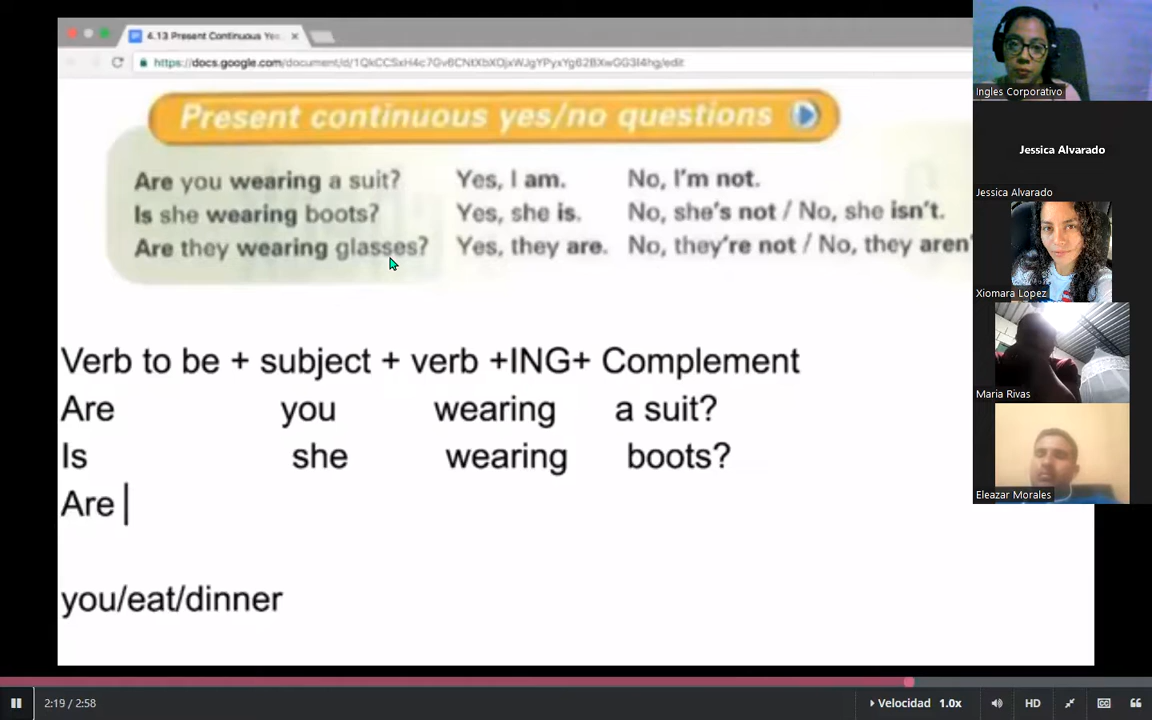 4.13 Present Continuous Yes
https://docs.google.com/document/d/
Present continuous yes/no questions
Are you wearing a suit? Yes, I am. No, I'm not.
Is she wearing boots? Yes, she is. No, she's not / No, she isn't.
Are they wearing glasses? Yes, they are. No, they're not / No, they aren'
Verb to be + subject + verb +ING+ Complement
Are you wearing a suit?
Is she wearing boots?
Are
you/eat/dinner
Ingles Corporativo
Jessica Alvarado
Jessica Alvarado
Xiomara Lopez
Maria Rivas
Eleazar Morales
2:19 / 2:58
Velocidad 1.0x
HD
CC